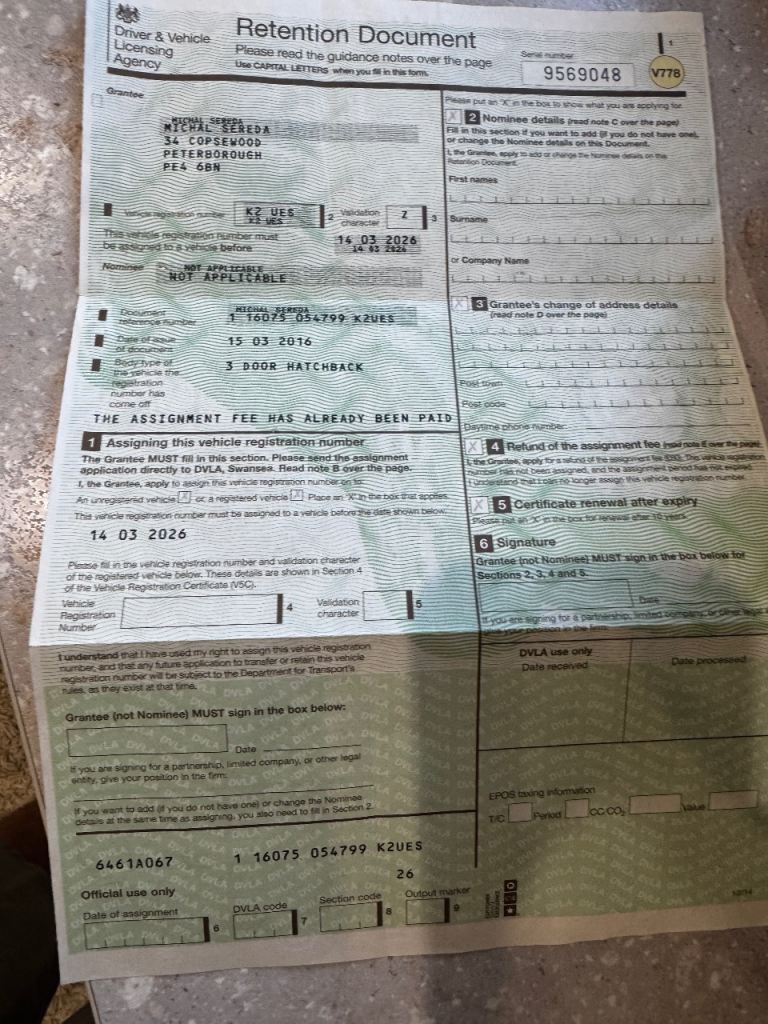 Driver & Vehicle
Licensing
Agency
Retention Document
Please read the guidance notes over the page
Use CAPITAL LETTERS when you fill in this form.
Serial number
9569048
1
V778
Grantee
MICHAL SEREDA
MICHAL SEREDA
34 COPSEWOOD
PETERBOROUGH
PE4 6BN
Vehicle registration number
K2 UES
K2 UES
2
Validation
character
Z
3
This vehicle registration number must
be assigned to a vehicle before
14 03 2026
14 03 2026
Nominee
NOT APPLICABLE
NOT APPLICABLE
Document
reference number
MICHAL SEREDA
1 16075 054799 K2UES
Date of issue
of document
15 03 2016
Body type of
the vehicle the
registration
number has
come off
3 DOOR HATCHBACK
THE ASSIGNMENT FEE HAS ALREADY BEEN PAID
1 Assigning this vehicle registration number
The Grantee MUST fill in this section. Please send the assignment
application directly to DVLA, Swansea. Read note B over the page.
I, the Grantee, apply to assign this registration number on to:
An unregistered vehicle X or a registered vehicle X Place an 'X' in the box that applies.
This vehicle registration number must be assigned to a vehicle before the date shown below:
14 03 2026
Please fill in the vehicle registration number and validation character
of the registered vehicle below. These details are shown in Section 4
of the Vehicle Registration Certificate (V5C).
Vehicle
Registration
Number
4
Validation
character
5
I understand that I have used my right to assign this vehicle registration
number, and that any future application to transfer or retain this vehicle
registration number will be subject to the Department for Transport's
rules, as they exist at that time.
Grantee (not Nominee) MUST sign in the box below:
Date
If you are signing for a partnership, limited company, or other legal
entity, give your position in the firm:
If you want to add (if you do not have one) or change the Nominee
details at the same time as assigning, you also need to fill in Section 2.
6461A067
1 16075 054799 K2UES
26
Official use only
Date of assignment
6
DVLA code
7
Section code
8
Output marker
9
Please put an 'X' in the box to show what you are applying for.
X 2 Nominee details (read note C over the page)
Fill in this section if you want to add (if you do not have one),
or change the Nominee details on this Document.
I, the Grantee, apply to add or change the Nominee details on this
Retention Document.
First names
Surname
or Company Name
X 3 Grantee's change of address details
(read note D over the page)
Post town
Post code
Daytime phone number:
X 4 Refund of the assignment fee (read note E over the page)
I understand that I can no longer assign this vehicle registration number.
X 5 Certificate renewal after expiry
Please put an 'X' in the box for renewal after 10 years
6 Signature
Grantee (not Nominee) MUST sign in the box below for
Sections 2, 3, 4 and 5.
Date
If you are signing for a partnership, limited company, or other legal
give your position in the firm:
DVLA use only
Date received
Date processed
EPOS taxing information
T/C
Period
CC CO2
Value
10/14